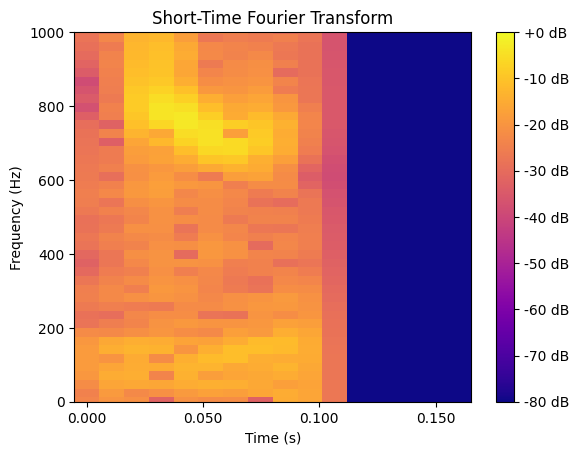 Short-Time Fourier Transform
1000
800
600
400
200
0
Frequency (Hz)
0.000
0.050
0.100
0.150
Time (s)
+0 dB
-10 dB
-20 dB
-30 dB
-40 dB
-50 dB
-60 dB
-70 dB
-80 dB